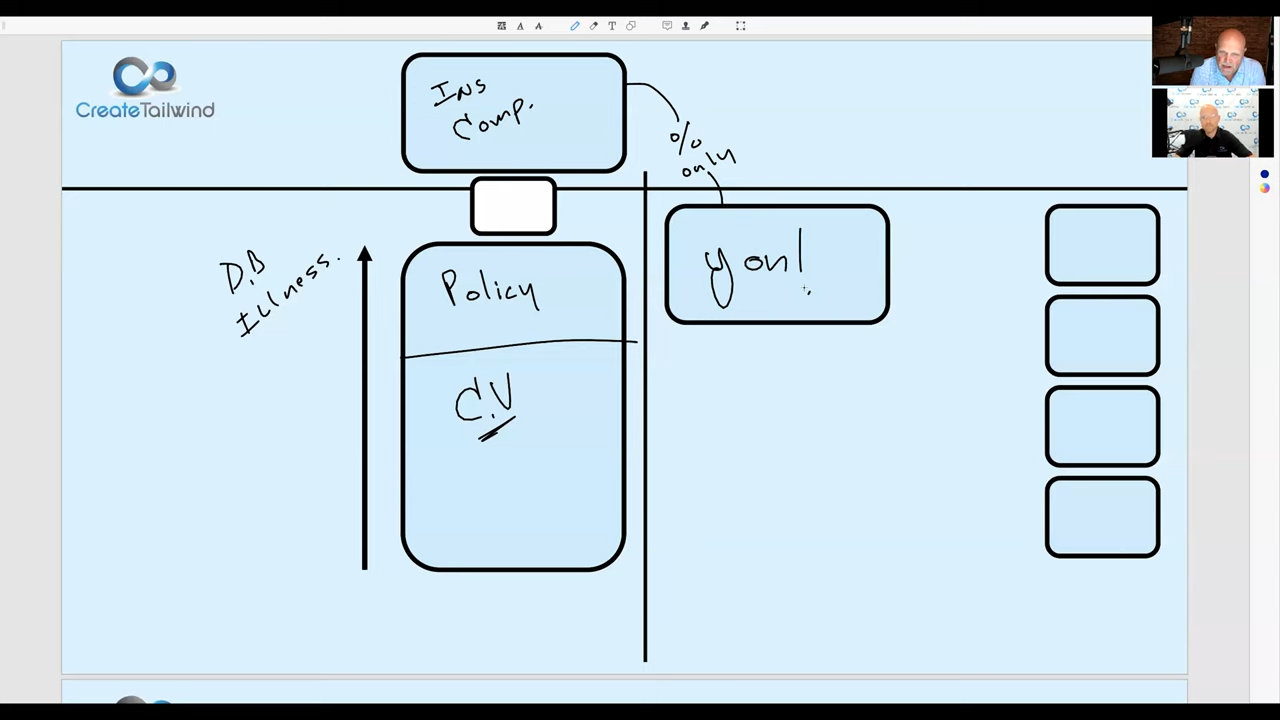 CreateTailwind
Ins
Comp.
%
only
D.B
Illness.
Policy
you!
C.V